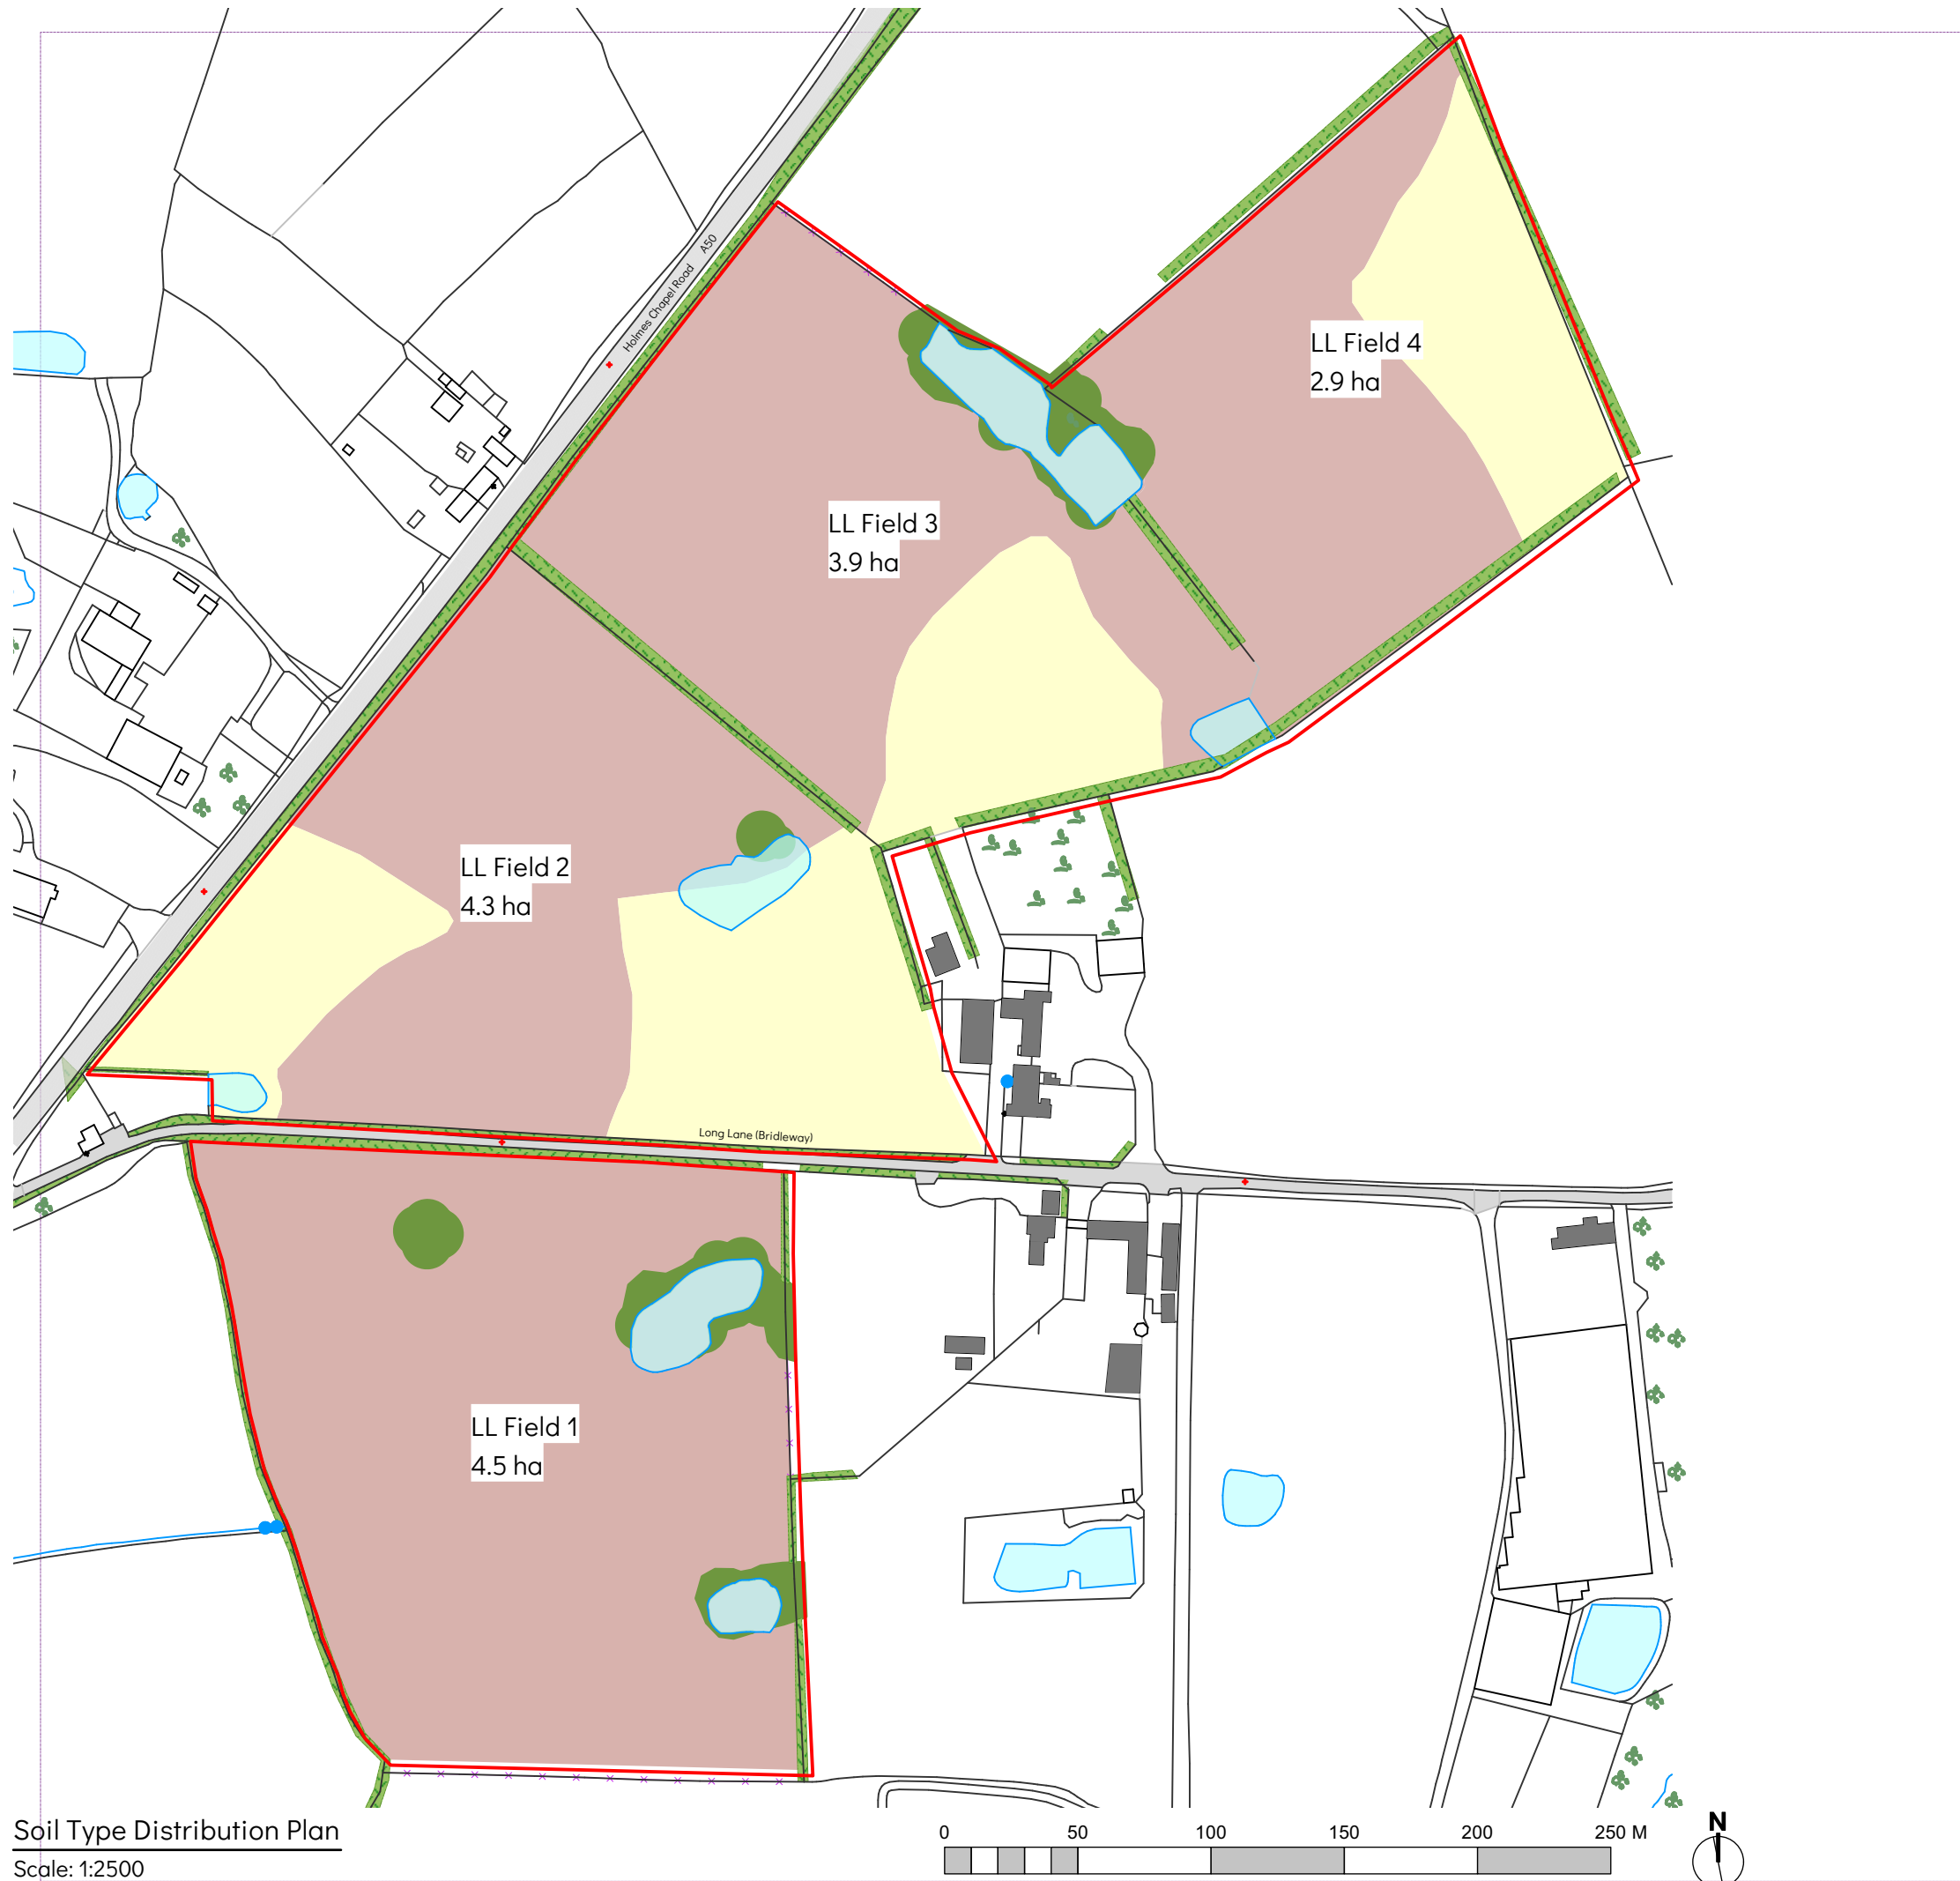 Holmes Chapel Road A50
LL Field 4
2.9 ha
LL Field 3
3.9 ha
LL Field 2
4.3 ha
Long Lane (Bridleway)
LL Field 1
4.5 ha
Soil Type Distribution Plan
Scale: 1:2500
0 50 100 150 200 250 M
N